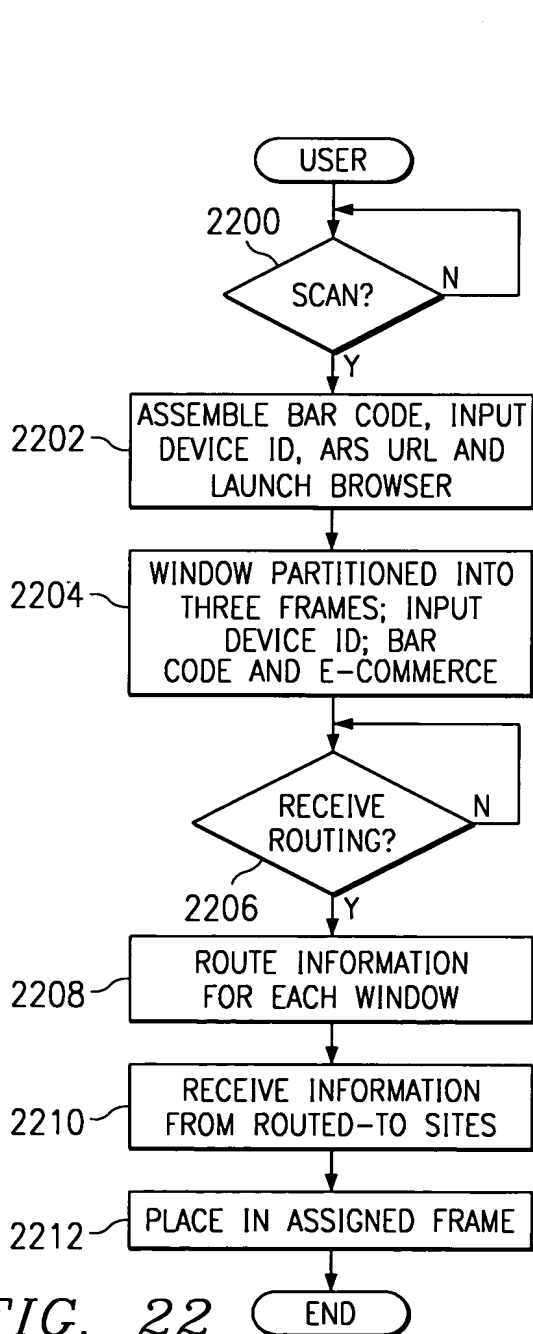 USER
2200
SCAN?
N
Y
2202
ASSEMBLE BAR CODE, INPUT
DEVICE ID, ARS URL AND
LAUNCH BROWSER
2204
WINDOW PARTITIONED INTO
THREE FRAMES; INPUT
DEVICE ID; BAR
CODE AND E-COMMERCE
RECEIVE
ROUTING?
N
2206
Y
2208
ROUTE INFORMATION
FOR EACH WINDOW
2210
RECEIVE INFORMATION
FROM ROUTED-TO SITES
2212
PLACE IN ASSIGNED FRAME
FIG. 22
END